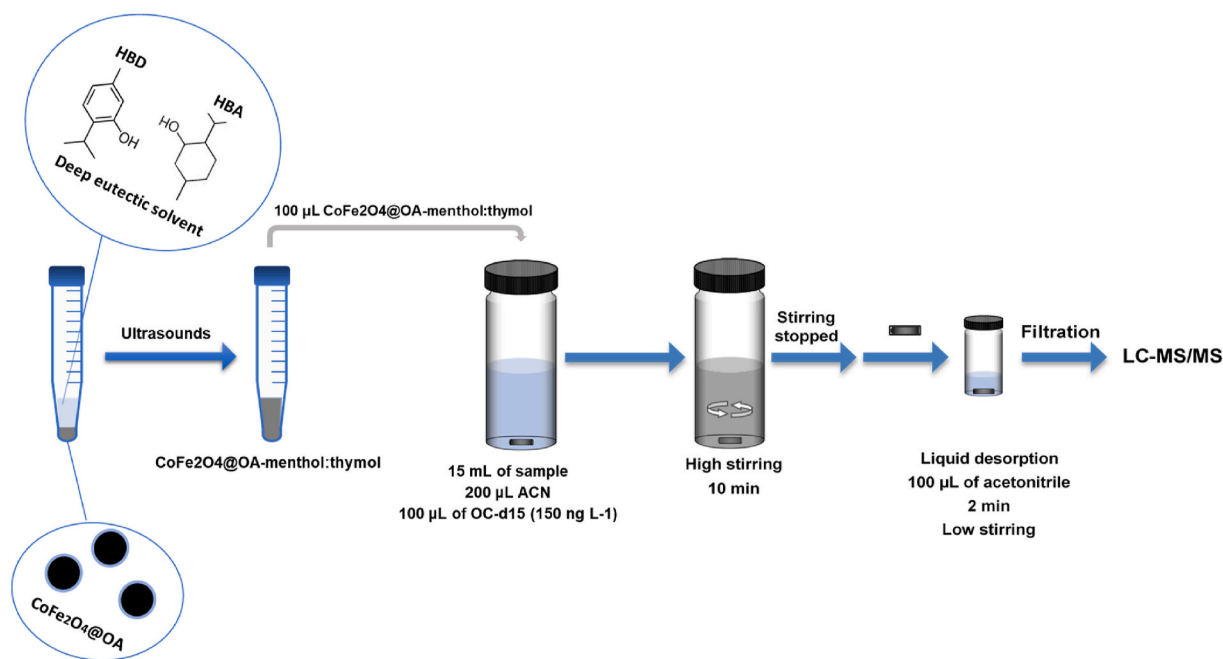 HBD
OH
HBA
HO
Deep eutectic solvent
100 µL CoFe2O4@OA-menthol:thymol
Ultrasounds
CoFe2O4@OA-menthol:thymol
CoFe₂O₄@OA
15 mL of sample
200 µL ACN
100 µL of OC-d15 (150 ng L-1)
High stirring
10 min
Stirring
stopped
Liquid desorption
100 µL of acetonitrile
2 min
Low stirring
Filtration
LC-MS/MS